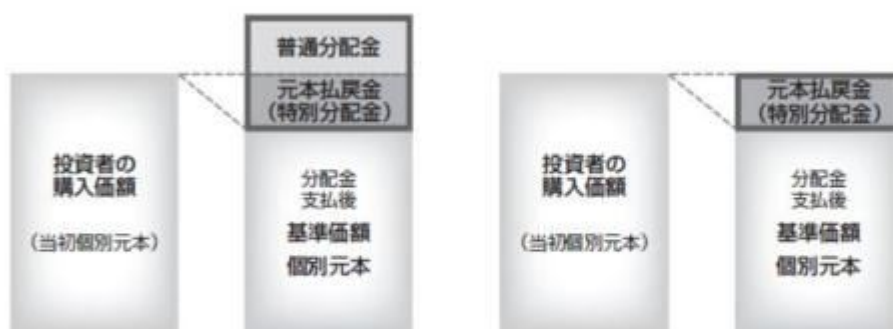 普通分配金
元本払戻金
(特別分配金)
投資者の
購入価額
(当初個別元本)
分配金
支払後
基準価額
個別元本
元本払戻金
(特別分配金)
投資者の
購入価額
(当初個別元本)
分配金
支払後
基準価額
個別元本